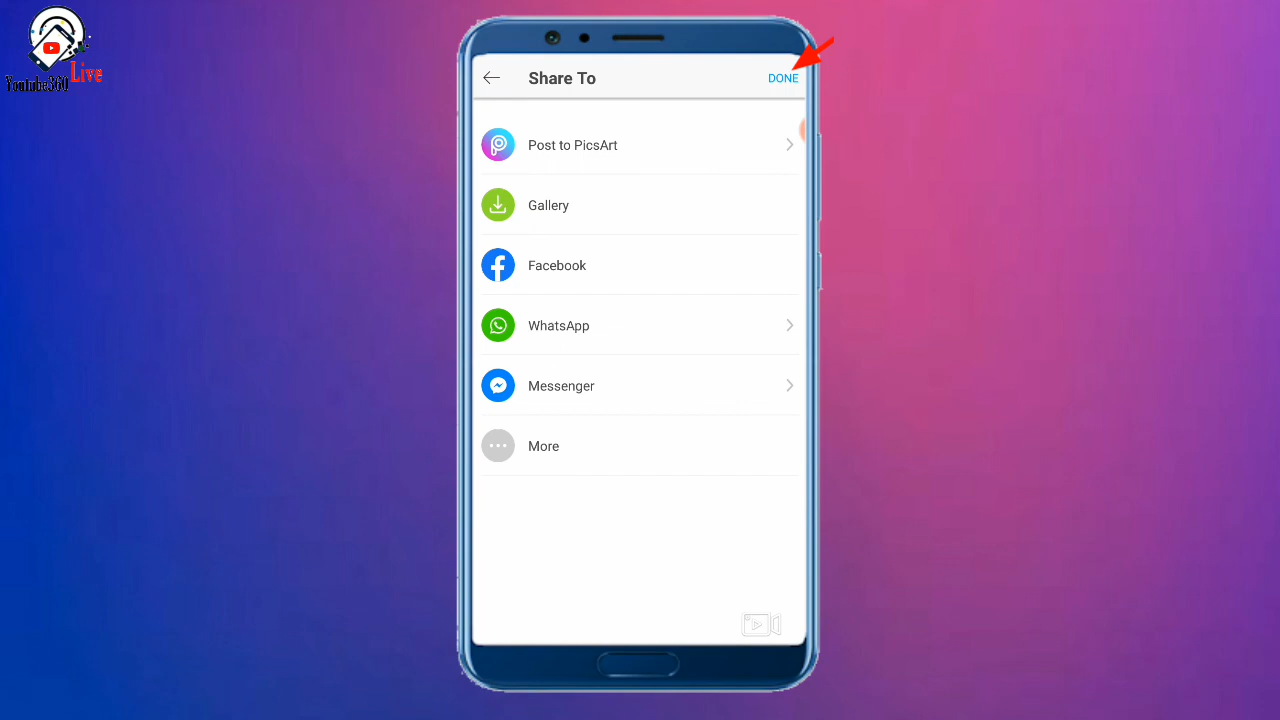 Youtube360 Live
Share To
DONE
Post to PicsArt
Gallery
Facebook
WhatsApp
Messenger
More